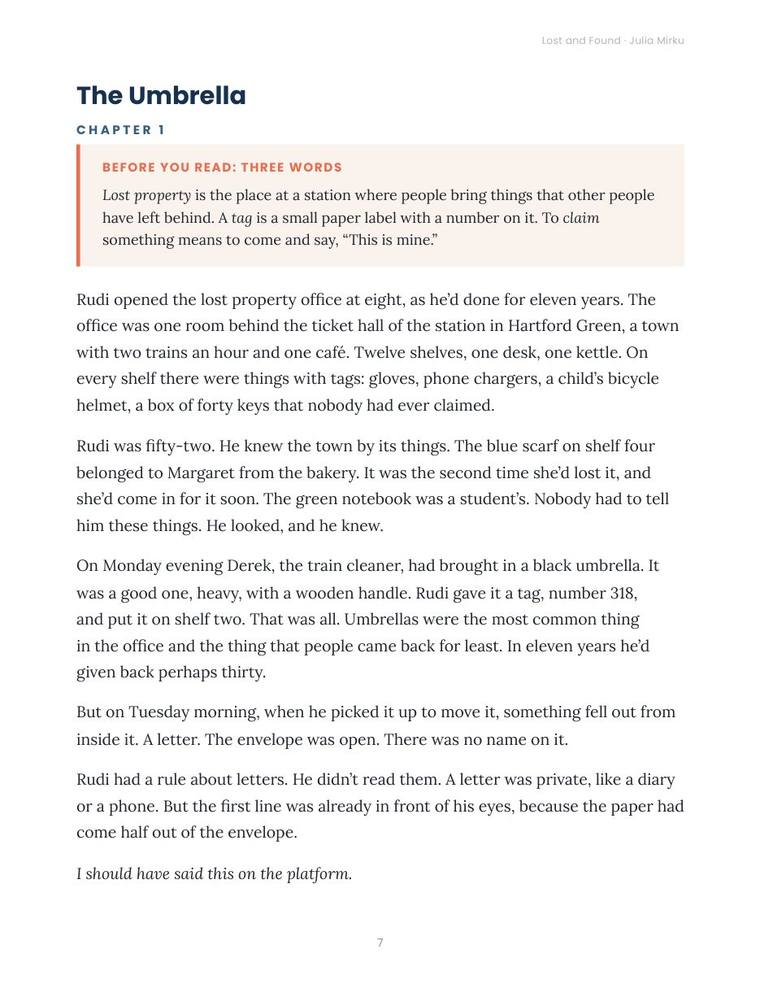 Lost and Found · Julia Mirku
The Umbrella
CHAPTER 1
BEFORE YOU READ: THREE WORDS
Lost property is the place at a station where people bring things that other people
have left behind. A tag is a small paper label with a number on it. To claim
something means to come and say, “This is mine.”
Rudi opened the lost property office at eight, as he’d done for eleven years. The
office was one room behind the ticket hall of the station in Hartford Green, a town
with two trains an hour and one café. Twelve shelves, one desk, one kettle. On
every shelf there were things with tags: gloves, phone chargers, a child’s bicycle
helmet, a box of forty keys that nobody had ever claimed.
Rudi was fifty-two. He knew the town by its things. The blue scarf on shelf four
belonged to Margaret from the bakery. It was the second time she’d lost it, and
she’d come in for it soon. The green notebook was a student’s. Nobody had to tell
him these things. He looked, and he knew.
On Monday evening Derek, the train cleaner, had brought in a black umbrella. It
was a good one, heavy, with a wooden handle. Rudi gave it a tag, number 318,
and put it on shelf two. That was all. Umbrellas were the most common thing
in the office and the thing that people came back for least. In eleven years he’d
given back perhaps thirty.
But on Tuesday morning, when he picked it up to move it, something fell out from
inside it. A letter. The envelope was open. There was no name on it.
Rudi had a rule about letters. He didn’t read them. A letter was private, like a diary
or a phone. But the first line was already in front of his eyes, because the paper had
come half out of the envelope.
I should have said this on the platform.
7